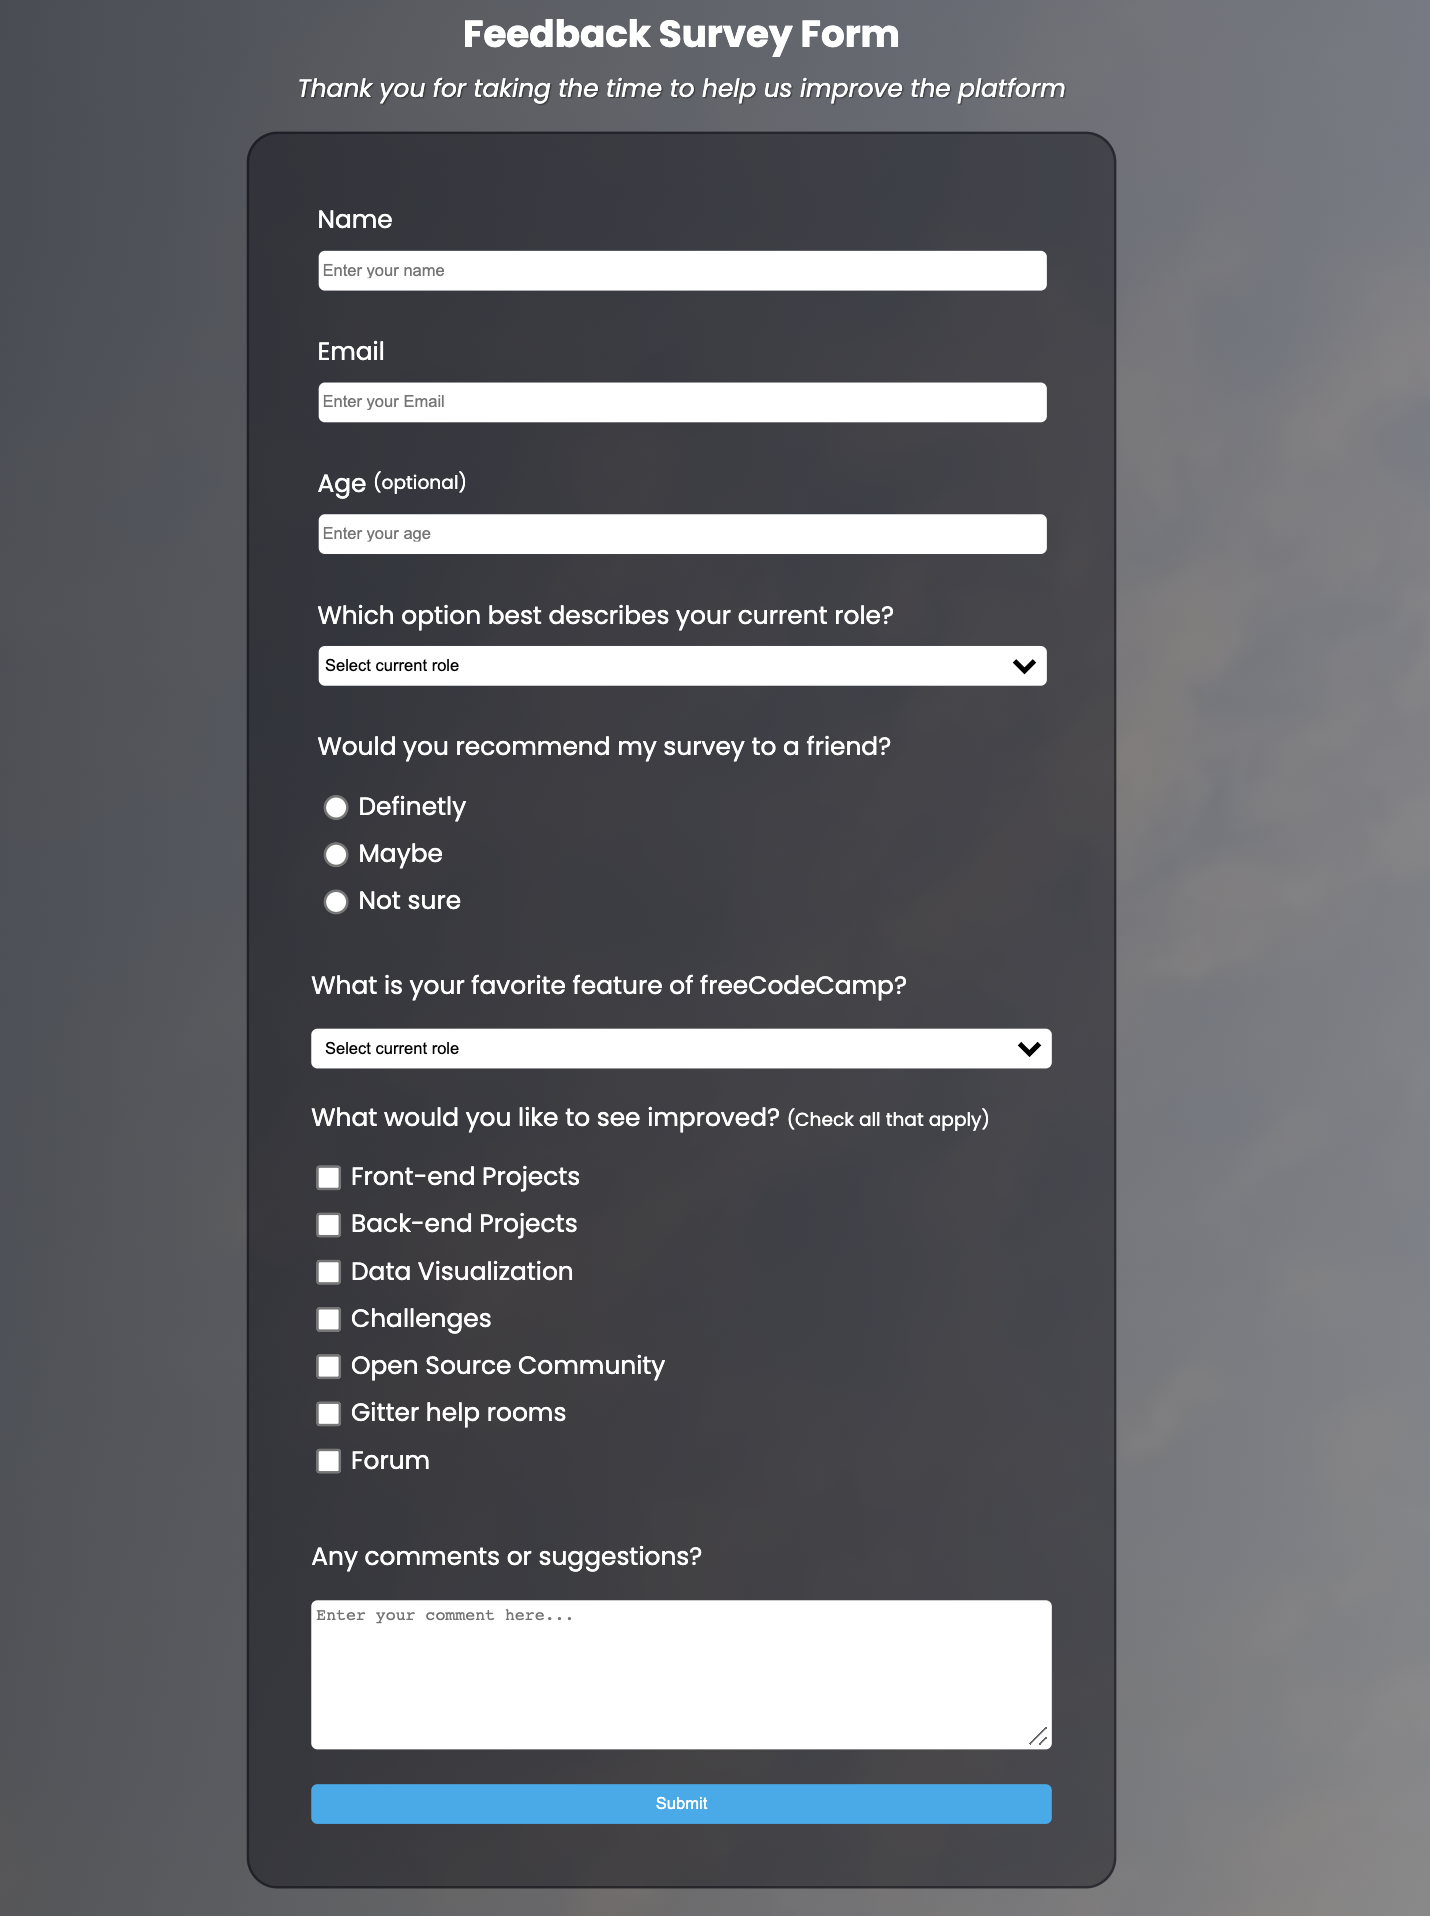 Feedback Survey Form
Thank you for taking the time to help us improve the platform
Name
Enter your name
Email
Enter your Email
Age (optional)
Enter your age
Which option best describes your current role?
Select current role
Would you recommend my survey to a friend?
Definetly
Maybe
Not sure
What is your favorite feature of freeCodeCamp?
Select current role
What would you like to see improved? (Check all that apply)
Front-end Projects
Back-end Projects
Data Visualization
Challenges
Open Source Community
Gitter help rooms
Forum
Any comments or suggestions?
Enter your comment here...
Submit